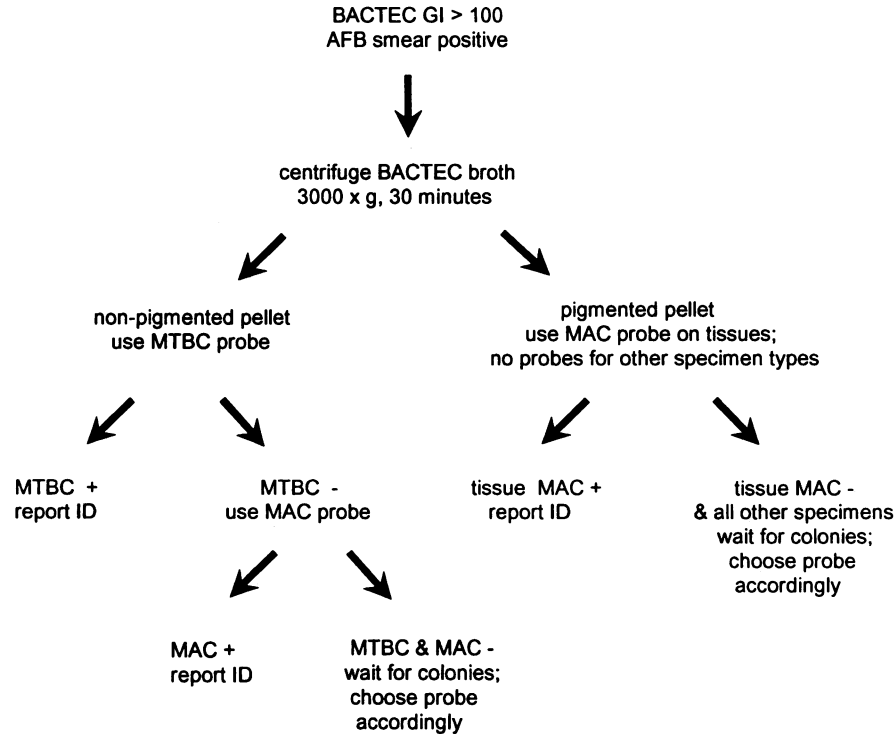 BACTEC GI > 100
AFB smear positive
centrifuge BACTEC broth
3000 x g, 30 minutes
non-pigmented pellet
use MTBC probe
pigmented pellet
use MAC probe on tissues;
no probes for other specimen types
MTBC +
report ID
MTBC -
use MAC probe
tissue MAC +
report ID
tissue MAC -
& all other specimens
wait for colonies;
choose probe
accordingly
MAC +
report ID
MTBC & MAC -
wait for colonies;
choose probe
accordingly